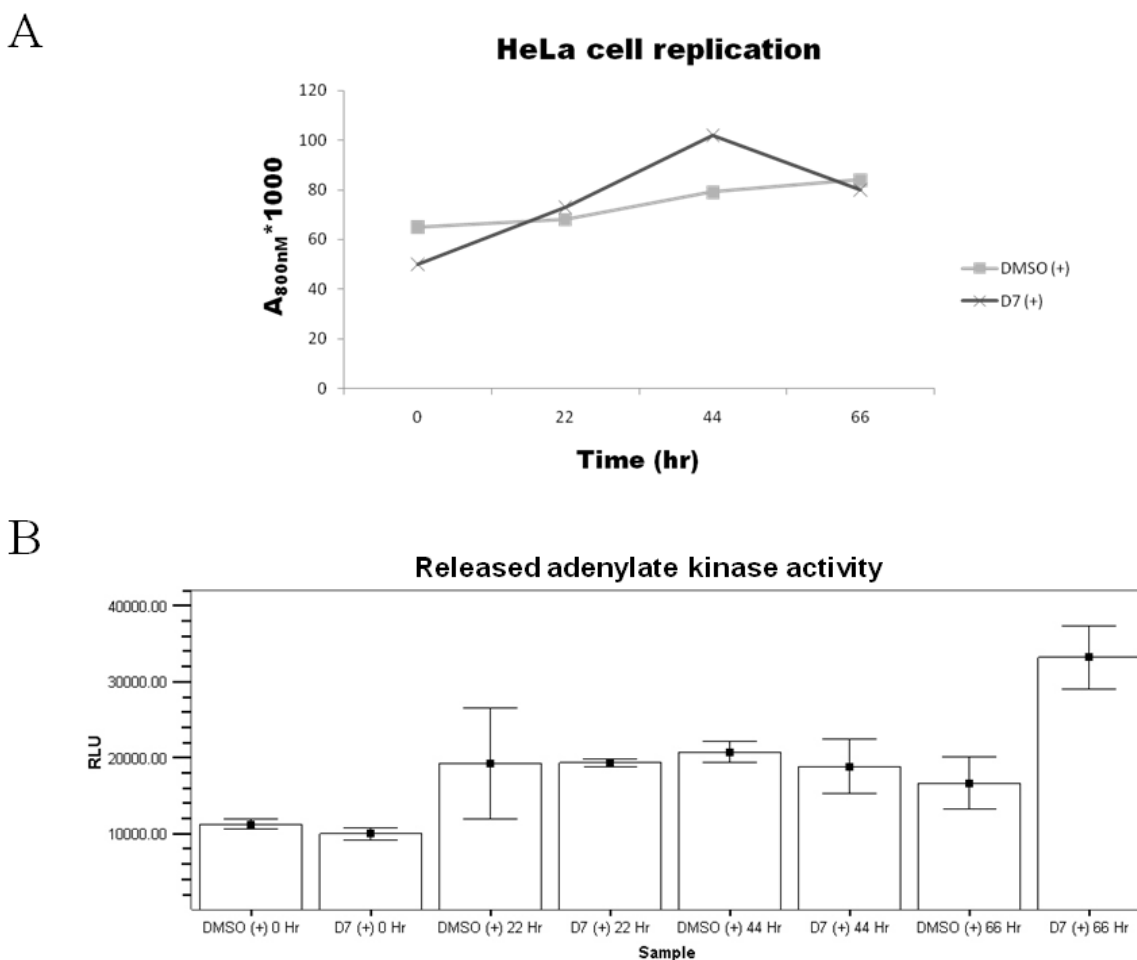 A
HeLa cell replication
120
100
80
60
40
20
0
A800nM*1000
0 22 44 66
Time (hr)
DMSO (+)
D7 (+)
B
Released adenylate kinase activity
40000.00
30000.00
20000.00
10000.00
RLU
DMSO (+) 0 Hr D7 (+) 0 Hr DMSO (+) 22 Hr D7 (+) 22 Hr DMSO (+) 44 Hr D7 (+) 44 Hr DMSO (+) 66 Hr D7 (+) 66 Hr
Sample